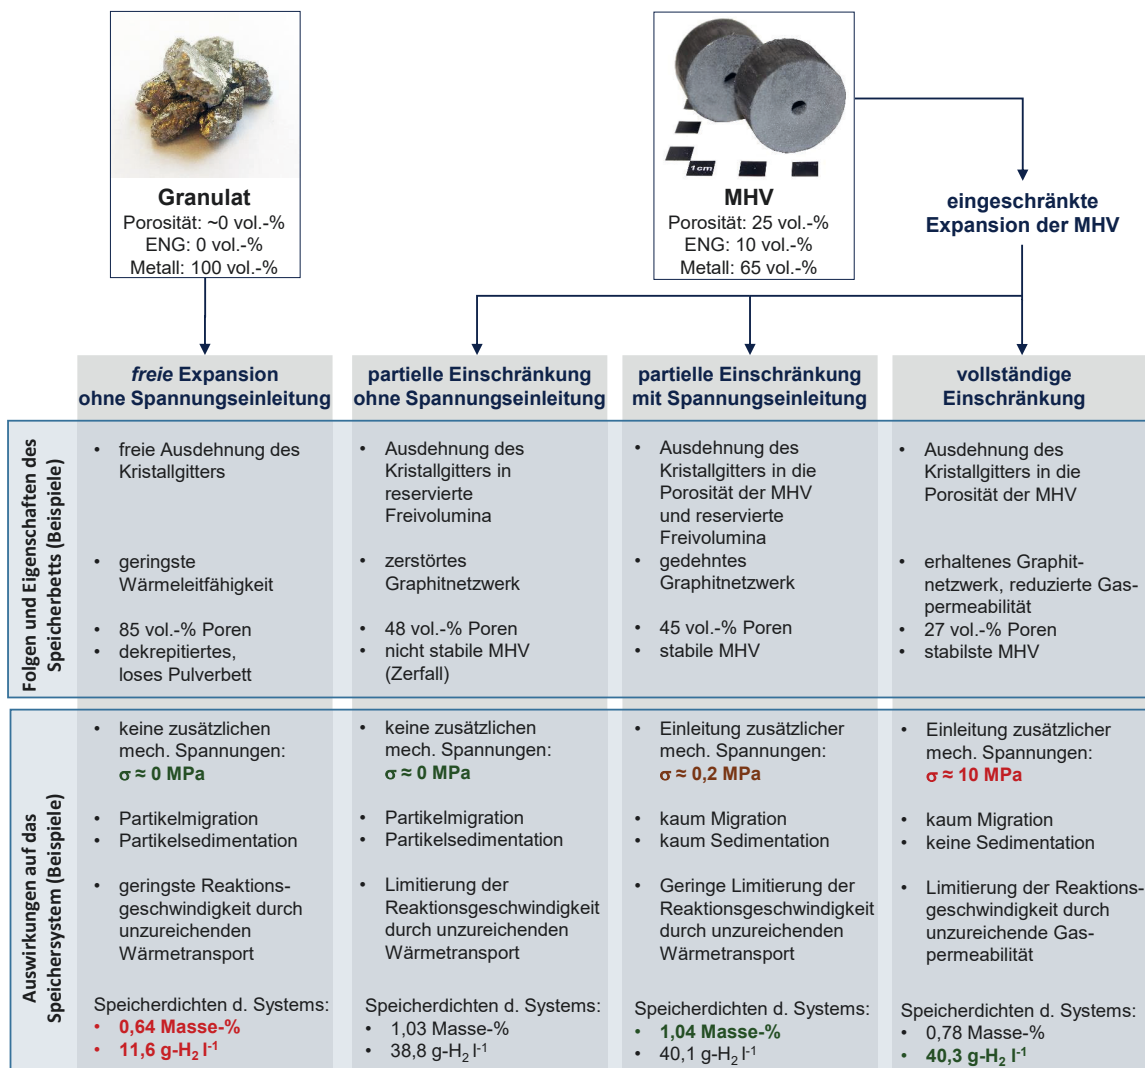 1cm
Granulat
Porosität: ~0 vol.-%
ENG: 0 vol.-%
Metall: 100 vol.-%
MHV
Porosität: 25 vol.-%
ENG: 10 vol.-%
Metall: 65 vol.-%
eingeschränkte
Expansion der MHV
freie Expansion
ohne Spannungseinleitung
partielle Einschränkung
ohne Spannungseinleitung
partielle Einschränkung
mit Spannungseinleitung
vollständige
Einschränkung
Folgen und Eigenschaften des
Speicherbetts (Beispiele)
• freie Ausdehnung des
Kristallgitters
• geringste
Wärmeleitfähigkeit
• 85 vol.-% Poren
• dekrepitiertes,
loses Pulverbett
• Ausdehnung des
Kristallgitters in
reservierte
Freivolumina
• zerstörtes
Graphitnetzwerk
• 48 vol.-% Poren
• nicht stabile MHV
(Zerfall)
• Ausdehnung des
Kristallgitters in die
Porosität der MHV
und reservierte
Freivolumina
• gedehntes
Graphitnetzwerk
• 45 vol.-% Poren
• stabile MHV
• Ausdehnung des
Kristallgitters in die
Porosität der MHV
• erhaltenes Graphit-
netzwerk, reduzierte Gas-
permeabilität
• 27 vol.-% Poren
• stabilste MHV
Auswirkungen auf das
Speichersystem (Beispiele)
• keine zusätzlichen
mech. Spannungen:
σ ≈ 0 MPa
• Partikelmigration
• Partikelsedimentation
• geringste Reaktions-
geschwindigkeit durch
unzureichenden
Wärmetransport
Speicherdichten d. Systems:
• 0,64 Masse-%
• 11,6 g-H₂ l⁻¹
• keine zusätzlichen
mech. Spannungen:
σ ≈ 0 MPa
• Partikelmigration
• Partikelsedimentation
• Limitierung der
Reaktionsgeschwindigkeit
durch unzureichenden
Wärmetransport
Speicherdichten d. Systems:
• 1,03 Masse-%
• 38,8 g-H₂ l⁻¹
• Einleitung zusätzlicher
mech. Spannungen:
σ ≈ 0,2 MPa
• kaum Migration
• kaum Sedimentation
• Geringe Limitierung der
Reaktionsgeschwindigkeit
durch unzureichenden
Wärmetransport
Speicherdichten d. Systems:
• 1,04 Masse-%
• 40,1 g-H₂ l⁻¹
• Einleitung zusätzlicher
mech. Spannungen:
σ ≈ 10 MPa
• kaum Migration
• keine Sedimentation
• Limitierung der Reaktions-
geschwindigkeit durch
unzureichende Gas-
permeabilität
Speicherdichten d. Systems:
• 0,78 Masse-%
• 40,3 g-H₂ l⁻¹